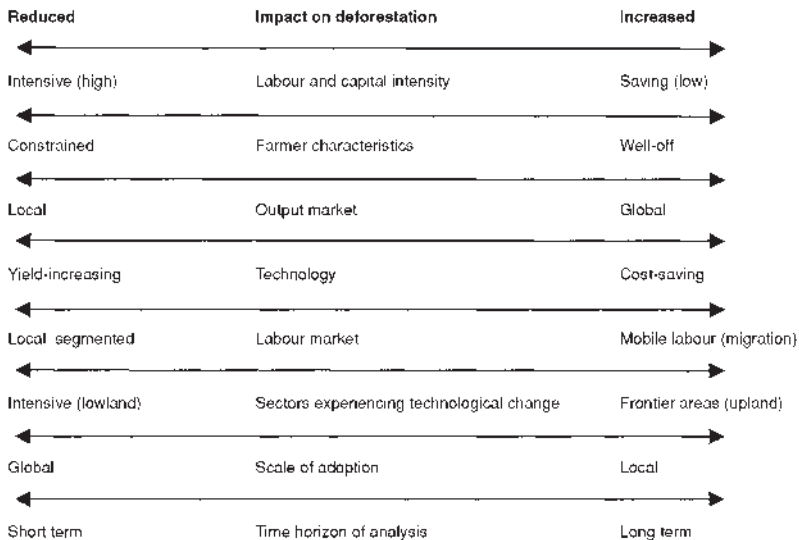 Reduced Impact on deforestation Increased
Intensive (high) Labour and capital intensity Saving (low)
Constrained Farmer characteristics Well-off
Local Output market Global
Yield-increasing Technology Cost-saving
Local segmented Labour market Mobile labour (migration)
Intensive (lowland) Sectors experiencing technological change Frontier areas (upland)
Global Scale of adoption Local
Short term Time horizon of analysis Long term